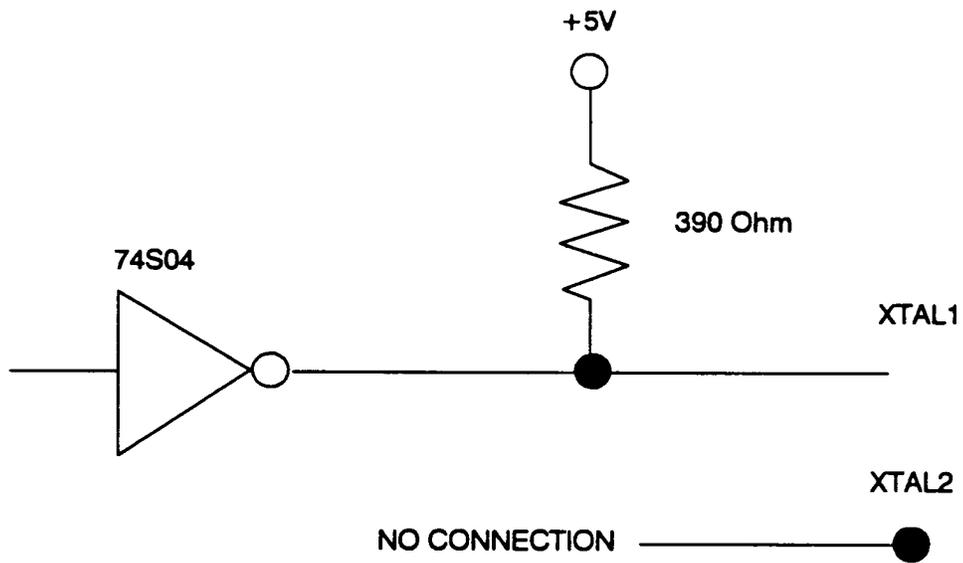 +5V
390 Ohm
74S04
XTAL1
XTAL2
NO CONNECTION